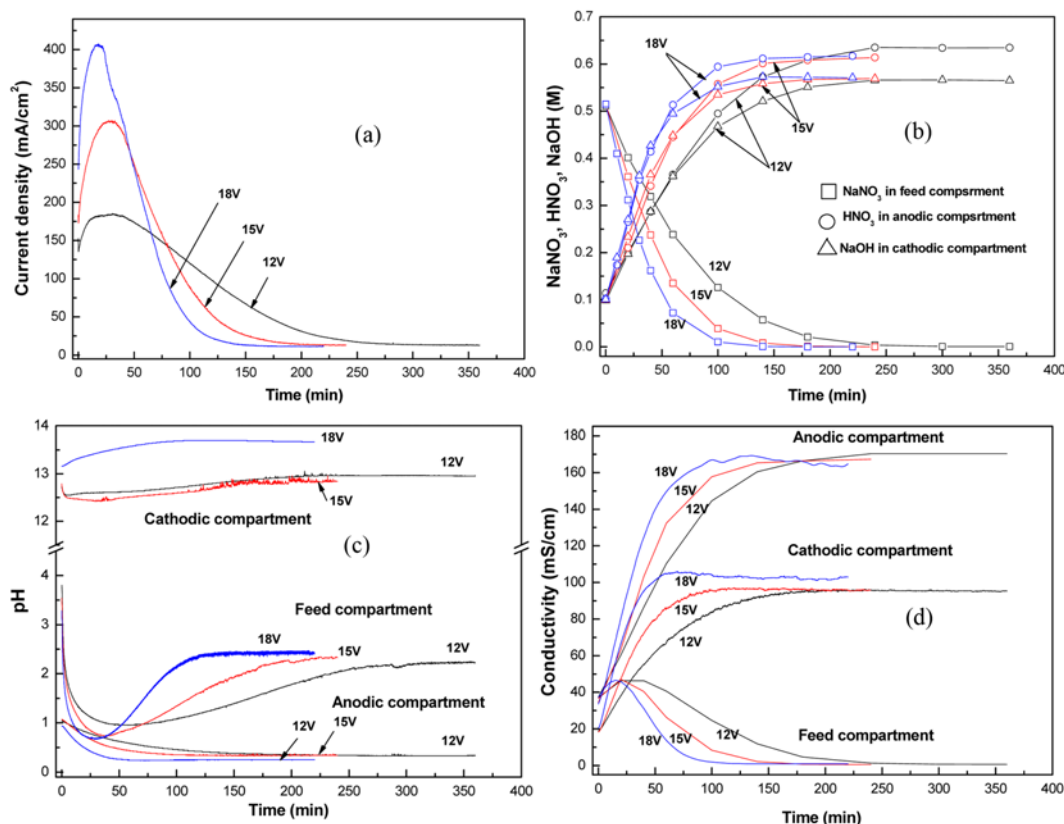 (a)
Current density (mA/cm²)
400
350
300
250
200
150
100
50
0
18V
15V
12V
0 50 100 150 200 250 300 350 400
Time (min)
(b)
NaNO₃, HNO₃, NaOH (M)
0.7
0.6
0.5
0.4
0.3
0.2
0.1
0.0
18V
15V
12V
NaNO₃ in feed compsrment
HNO₃ in anodic compsrtment
NaOH in cathodic compartment
12V
15V
18V
0 50 100 150 200 250 300 350 400
Time (min)
14
13
12
4
3
2
1
0
pH
18V
12V
15V
Cathodic compartment
(c)
Feed compartment
18V
15V
12V
Anodic compartment
12V
15V
12V
0 50 100 150 200 250 300 350 400
Time (min)
Conductivity (mS/cm)
180
160
140
120
100
80
60
40
20
0
Anodic compartment
18V
15V
12V
Cathodic compartment
18V
15V
12V
(d)
12V
15V
18V
Feed compartment
0 50 100 150 200 250 300 350 400
Time (min)